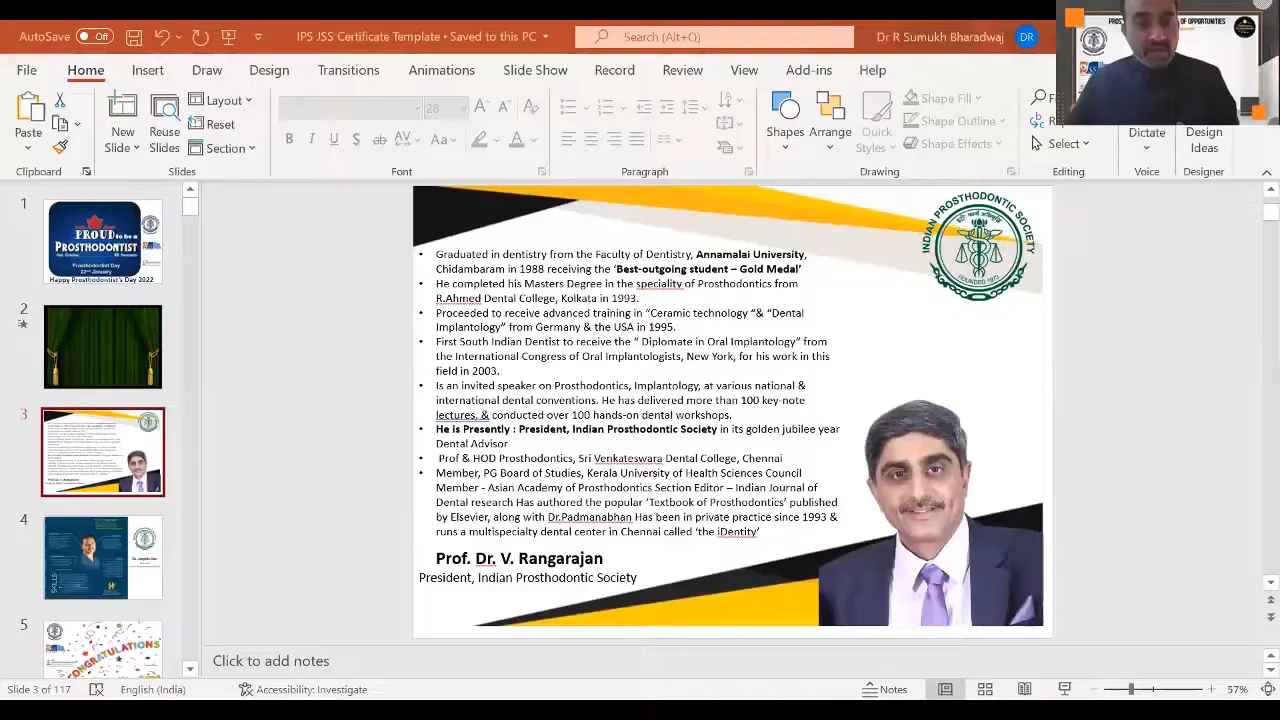 AutoSave
Off
IPS JSS Certificate Template • Saved to this PC
Search (Alt+Q)
Dr R Sumukh Bharadwaj
DR
File
Home
Insert
Draw
Design
Transitions
Animations
Slide Show
Record
Review
View
Add-ins
Help
Paste
New
Slide
Reuse
Slides
Layout
Reset
Section
28
Shapes
Arrange
Quick
Styles
Shape Fill
Shape Outline
Shape Effects
Select
Dictate
Design
Ideas
Clipboard
Slides
Font
Paragraph
Drawing
Editing
Voice
Designer
OF OPPORTUNITIES
1
PROUD to be a
PROSTHODONTIST
Prosthodontist Day
22nd January
Happy Prosthodontist's Day 2022
2
3
4
5
CONGRATULATIONS
INDIAN PROSTHODONTIC SOCIETY
FOUNDED 1973
• Graduated in dentistry from the Faculty of Dentistry, Annamalai University,
Chidambaram in 1988 receiving the 'Best-outgoing student – Gold Medal'
• He completed his Masters Degree in the speciality of Prosthodontics from
R.Ahmed Dental College, Kolkata in 1993.
• Proceeded to receive advanced training in "Ceramic technology "& "Dental
Implantology" from Germany & the USA in 1995.
• First South Indian Dentist to receive the " Diplomate in Oral Implantology" from
the International Congress of Oral Implantologists, New York, for his work in this
field in 2003.
• Is an invited speaker on Prosthodontics, Implantology, at various national &
international dental conventions. He has delivered more than 100 key-note
lectures, & conducted over 100 hands-on dental workshops.
• He is Presently: President, Indian Prosthodontic Society in its golden jubilee year
Dental Advisor
• Prof & HOD Prosthodontics, Sri Venkateswara Dental College, Chennai
Member of Board of Studies, Kerala University of Health Sciences Council
Member - Asian Academy of Prosthodontics Section Editor – Indian Journal of
Dental research Has authored the popular 'Textbook of Prosthodontics' published
by Elsevier, along with Dr.Padmanabhan Has been in private practice since 1993 &
has a multi-speciality dental center in Chennai called 'the iDentity'
Prof. Dr. V. Rangarajan
President, Indian Prosthodontic Society
Click to add notes
Slide 3 of 117
English (India)
Accessibility: Investigate
Notes
57%